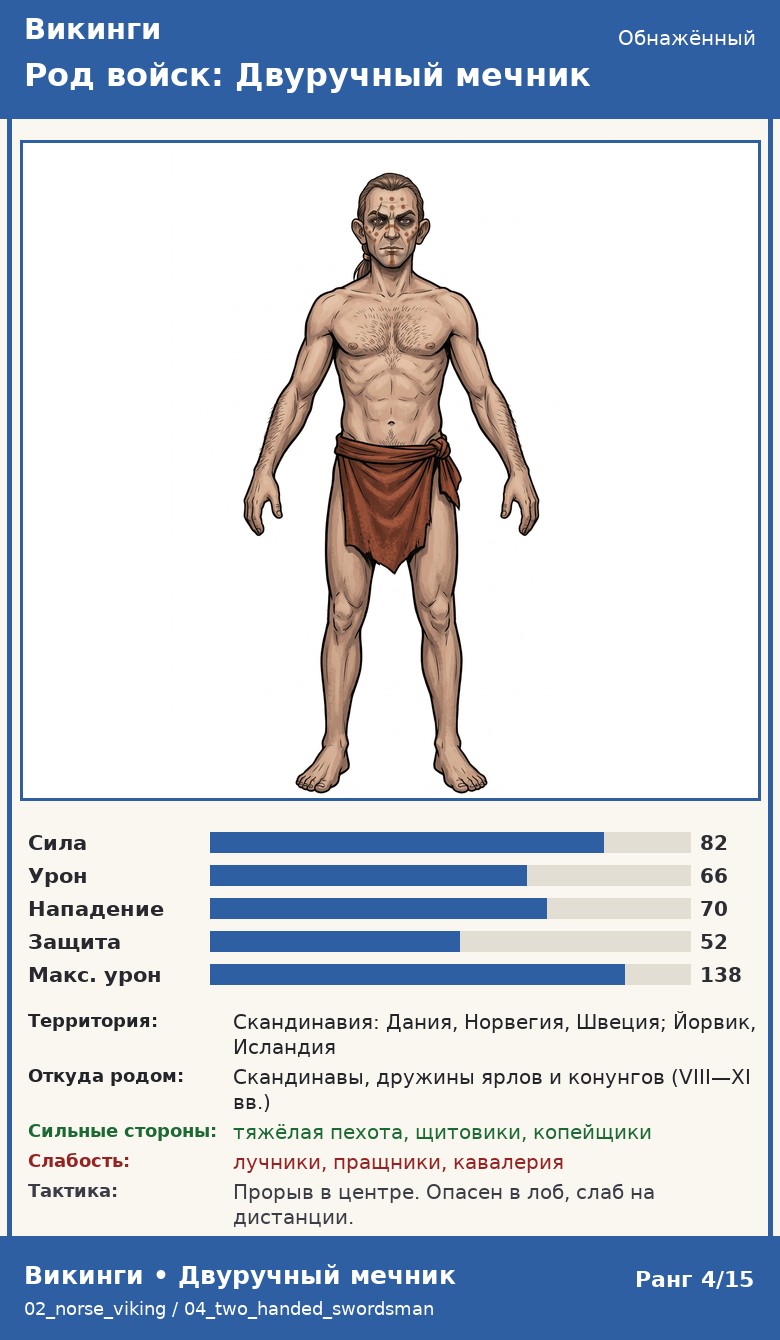 Викинги
Обнажённый
Род войск: Двуручный мечник
Сила 82
Урон 66
Нападение 70
Защита 52
Макс. урон 138
Территория: Скандинавия: Дания, Норвегия, Швеция; Йорвик,
Исландия
Откуда родом: Скандинавы, дружины ярлов и конунгов (VIII—XI
вв.)
Сильные стороны: тяжёлая пехота, щитовики, копейщики
Слабость: лучники, пращники, кавалерия
Тактика: Прорыв в центре. Опасен в лоб, слаб на
дистанции.
Викинги • Двуручный мечник
Ранг 4/15
02_norse_viking / 04_two_handed_swordsman